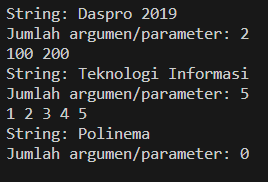 String: Daspro 2019
Jumlah argumen/parameter: 2
100 200
String: Teknologi Informasi
Jumlah argumen/parameter: 5
1 2 3 4 5
String: Polinema
Jumlah argumen/parameter: 0